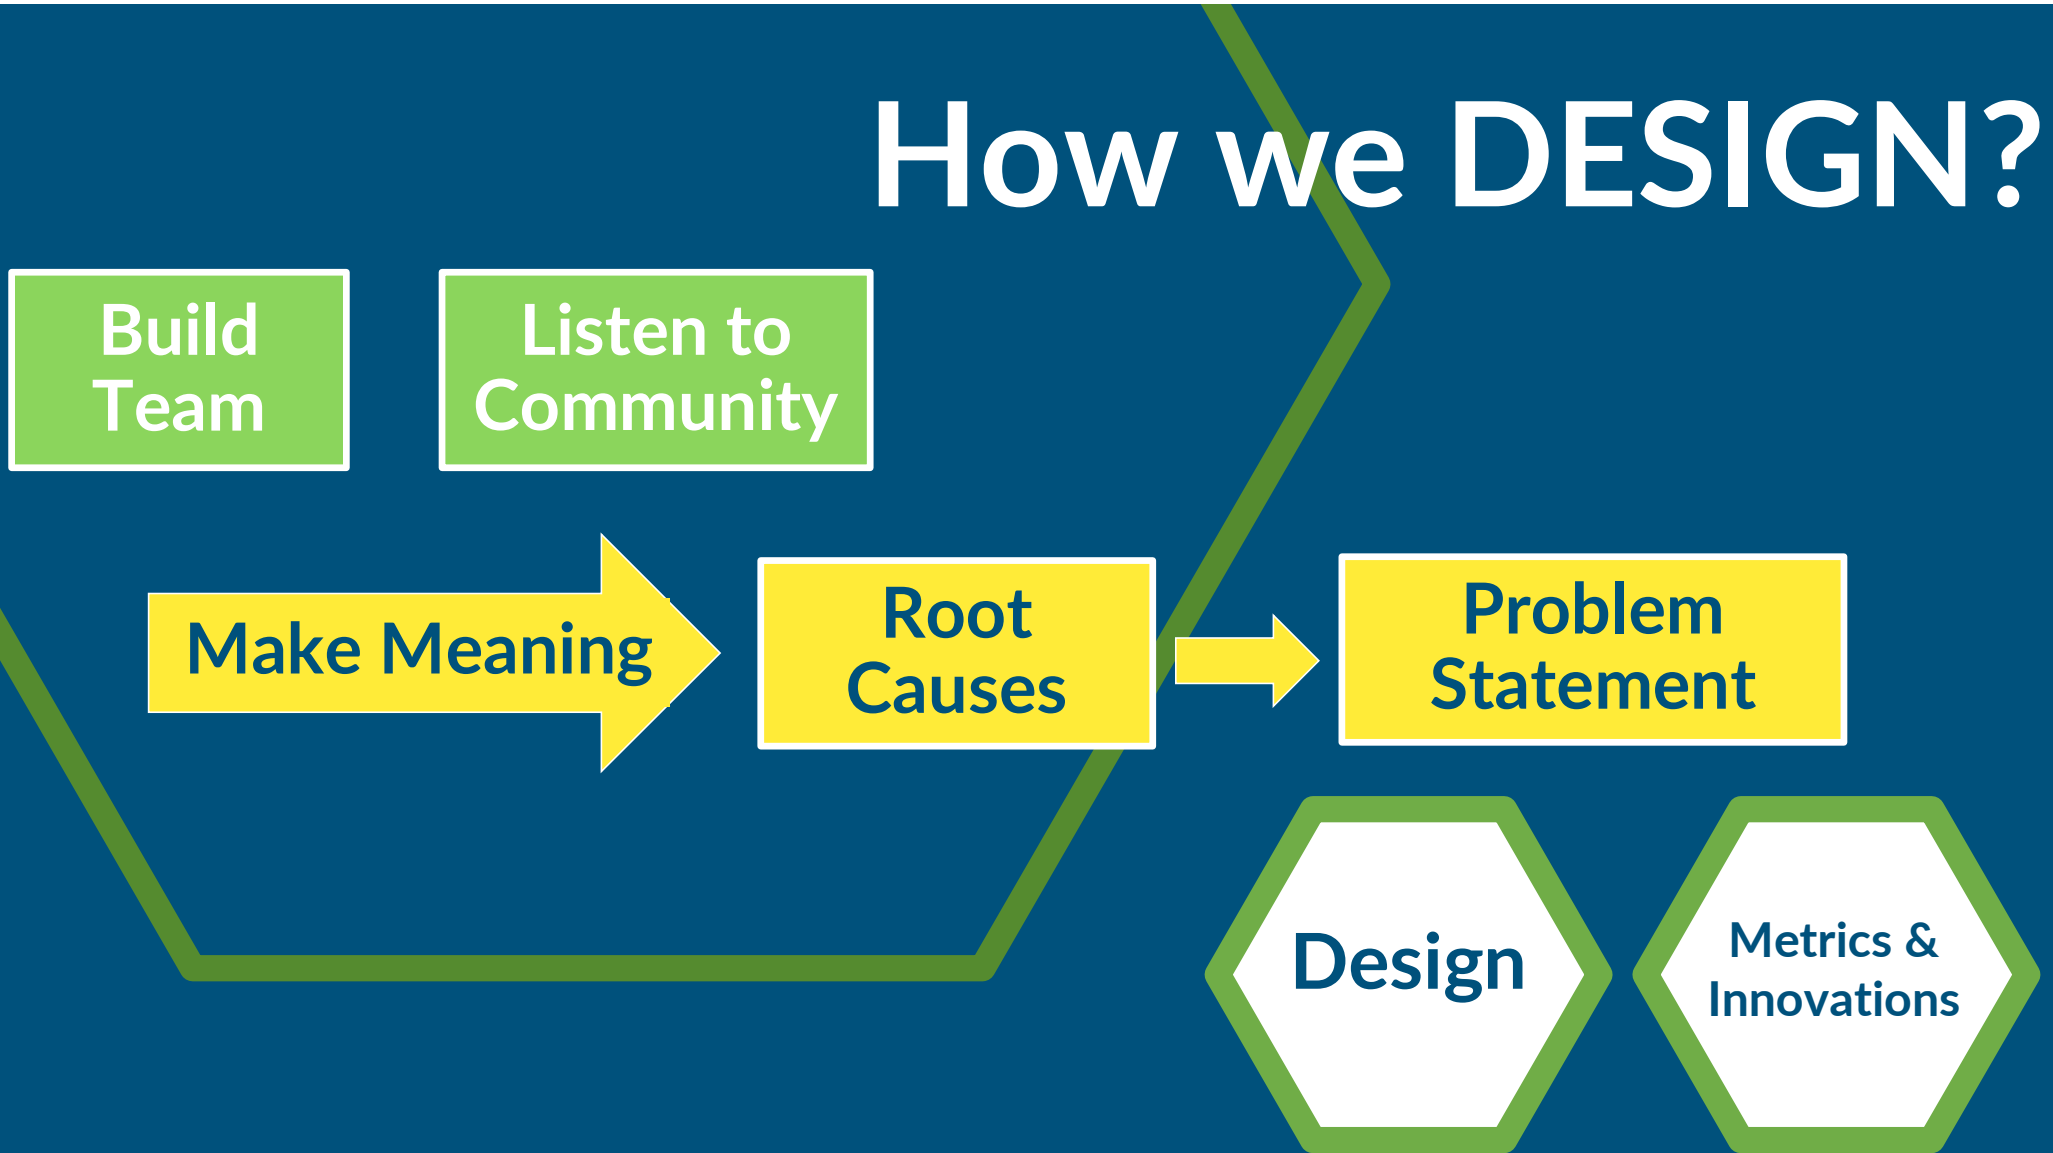 How we DESIGN?
Build
Team
Listen to
Community
Make Meaning
Root
Causes
Problem
Statement
Design
Metrics &
Innovations